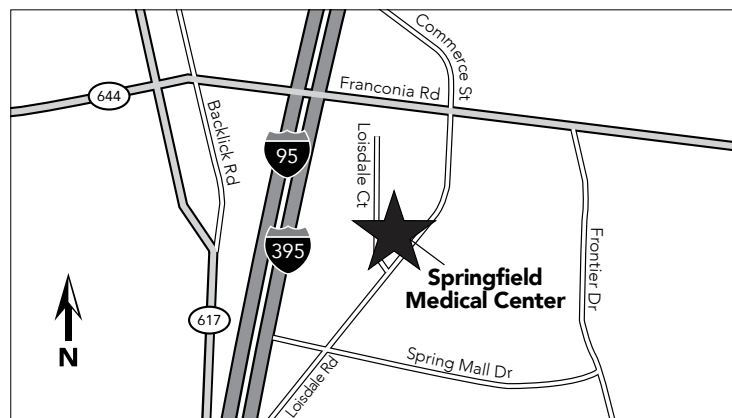 Commerce St
Franconia Rd
644
Backlick Rd
95
Loisdale Ct
395
Frontier Dr
Springfield
Medical Center
617
N
Spring Mall Dr
Loisdale Rd